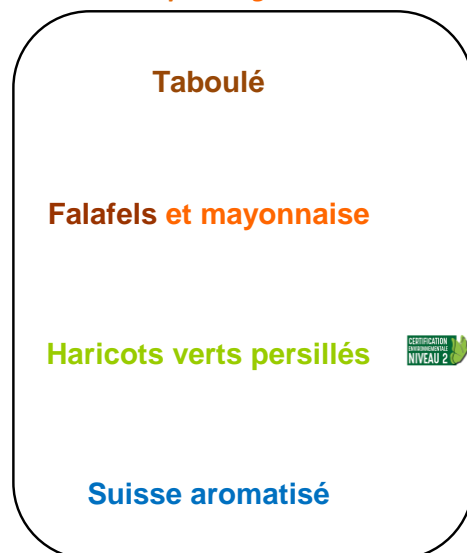 Taboulé
Falafels et mayonnaise
Haricots verts persillés
CERTIFICATION
ENVIRONNEMENTALE
NIVEAU 2
Suisse aromatisé